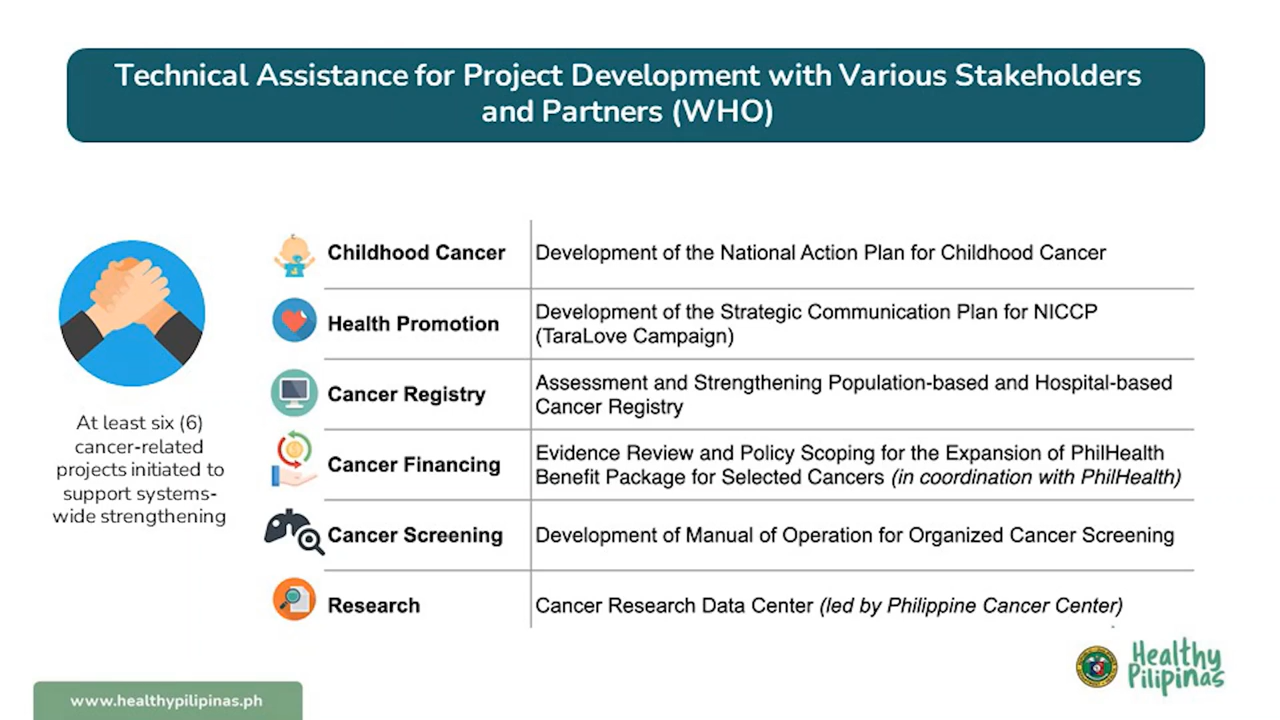 Technical Assistance for Project Development with Various Stakeholders
and Partners (WHO)
At least six (6)
cancer-related
projects initiated to
support systems-
wide strengthening
Childhood Cancer
Development of the National Action Plan for Childhood Cancer
Health Promotion
Development of the Strategic Communication Plan for NICCP
(TaraLove Campaign)
Cancer Registry
Assessment and Strengthening Population-based and Hospital-based
Cancer Registry
Cancer Financing
Evidence Review and Policy Scoping for the Expansion of PhilHealth
Benefit Package for Selected Cancers (in coordination with PhilHealth)
Cancer Screening
Development of Manual of Operation for Organized Cancer Screening
Research
Cancer Research Data Center (led by Philippine Cancer Center)
Healthy
Pilipinas
www.healthypilipinas.ph